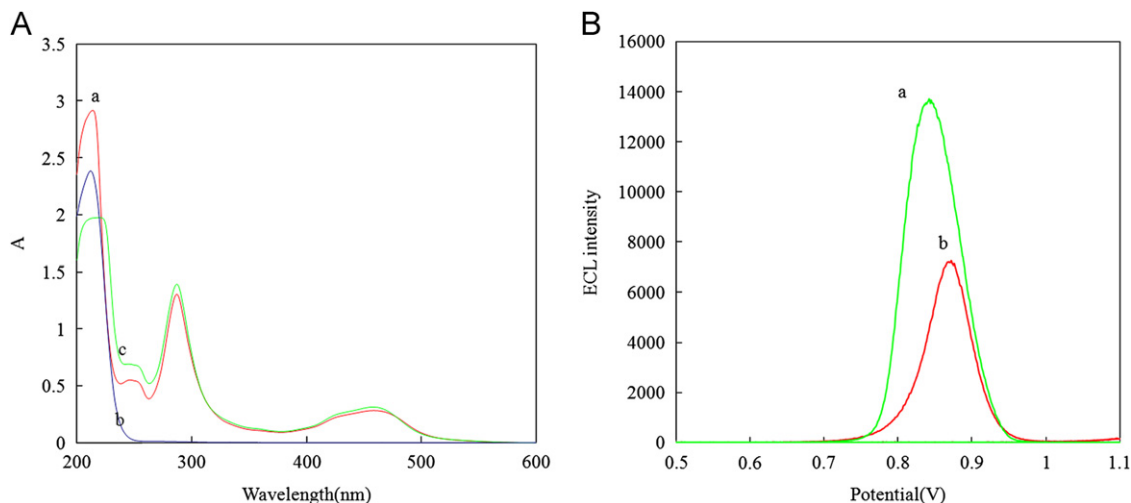 A
3.5
3
2.5
2
1.5
1
0.5
0
A
a
c
b
200
300
400
500
600
Wavelength(nm)
B
16000
14000
12000
10000
8000
6000
4000
2000
0
ECL intensity
a
b
0.5
0.6
0.7
0.8
0.9
1
1.1
Potential(V)